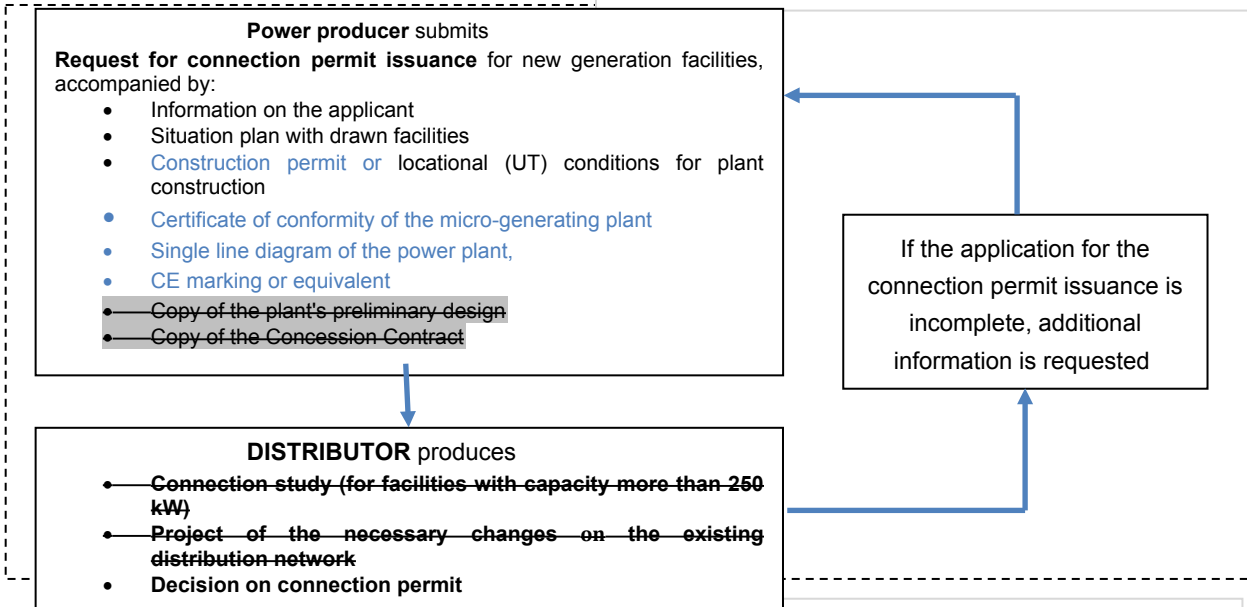 Power producer submits
Request for connection permit issuance for new generation facilities,
accompanied by:
• Information on the applicant
• Situation plan with drawn facilities
• Construction permit or locational (UT) conditions for plant
construction
• Certificate of conformity of the micro-generating plant
• Single line diagram of the power plant,
• CE marking or equivalent
• Copy of the plant's preliminary design
• Copy of the Concession Contract
If the application for the
connection permit issuance is
incomplete, additional
information is requested
DISTRIBUTOR produces
• Connection study (for facilities with capacity more than 250
kW)
• Project of the necessary changes on the existing
distribution network
• Decision on connection permit